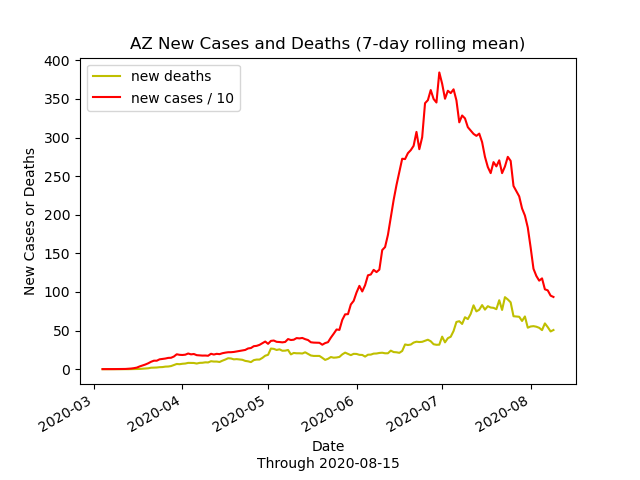 AZ New Cases and Deaths (7-day rolling mean)
new deaths
new cases / 10
New Cases or Deaths
400
350
300
250
200
150
100
50
0
2020-03
2020-04
2020-05
2020-06
2020-07
2020-08
Date
Through 2020-08-15